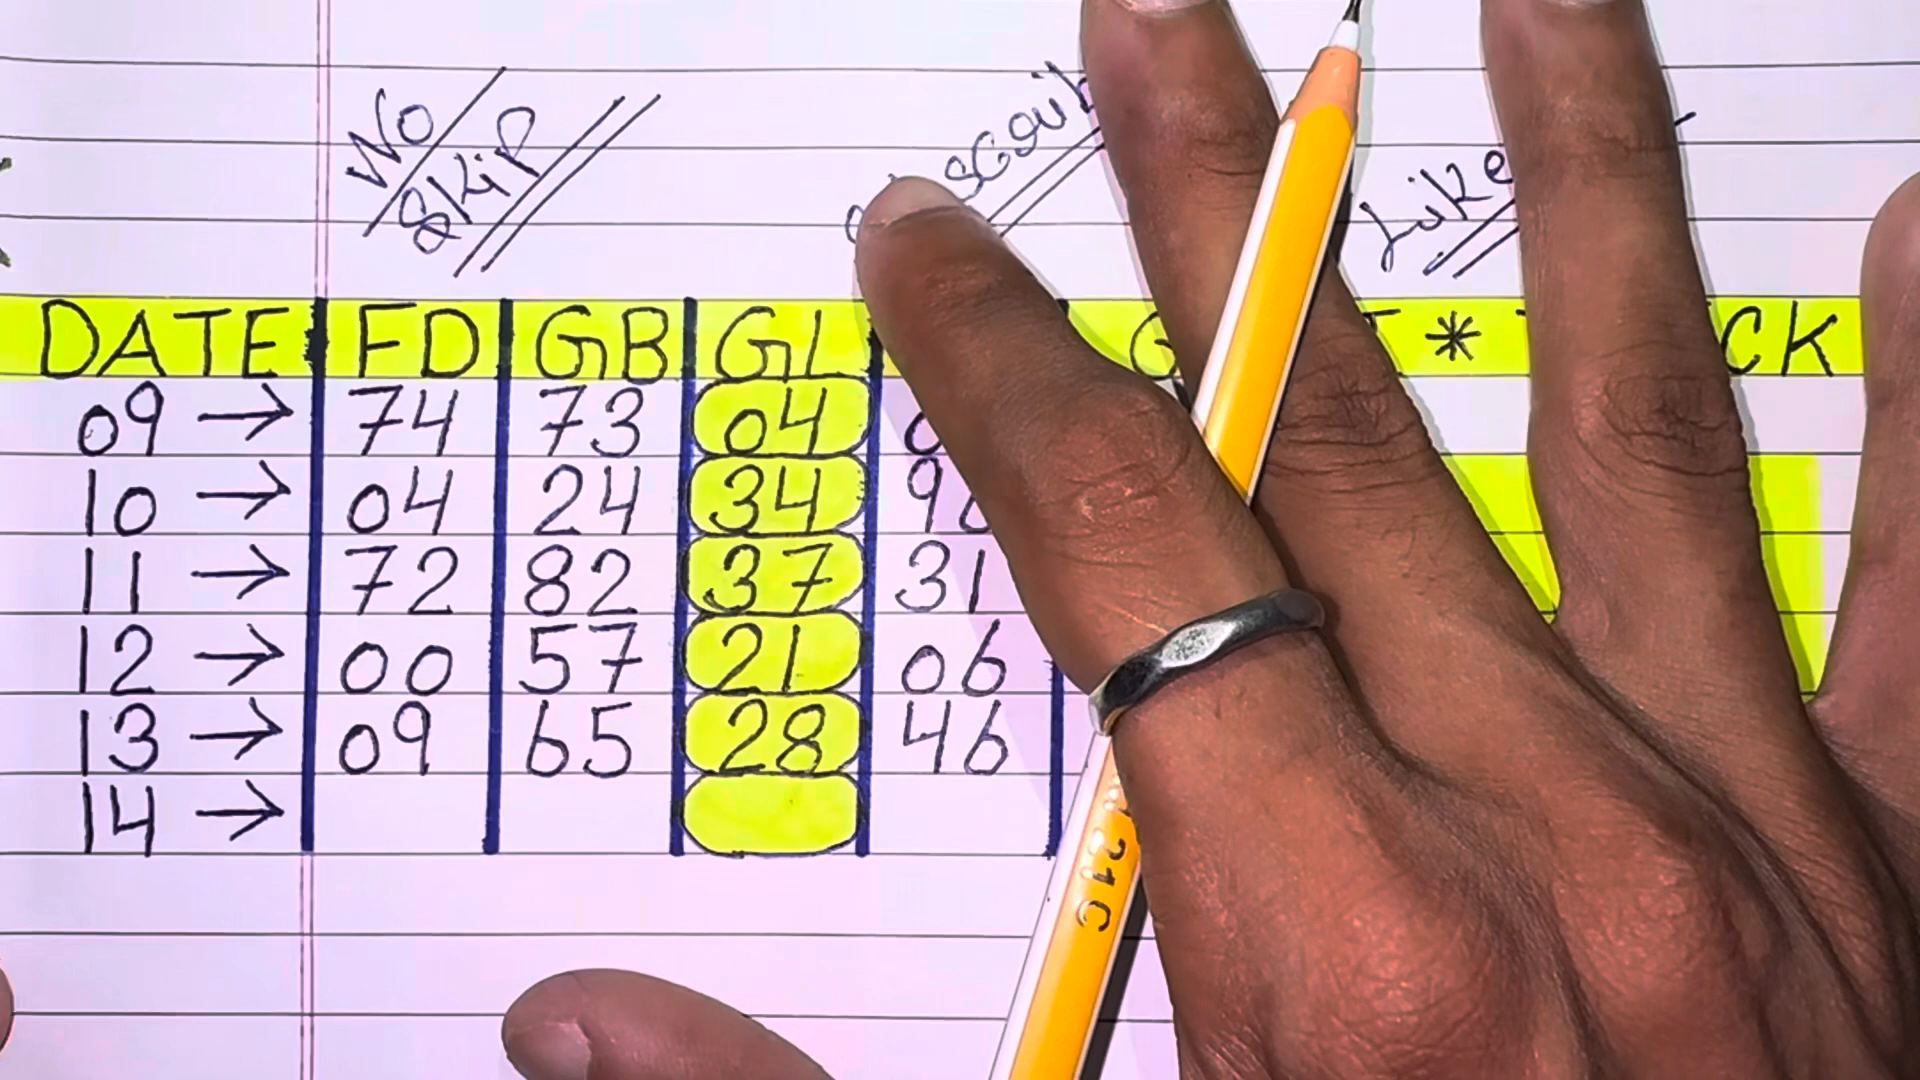 No
Skip
Like
DATE FD GB GL
09 → 74 73 04
10 → 04 24 34
11 → 72 82 37 31
12 → 00 57 21 06
13 → 09 65 28 46
14 →
21C